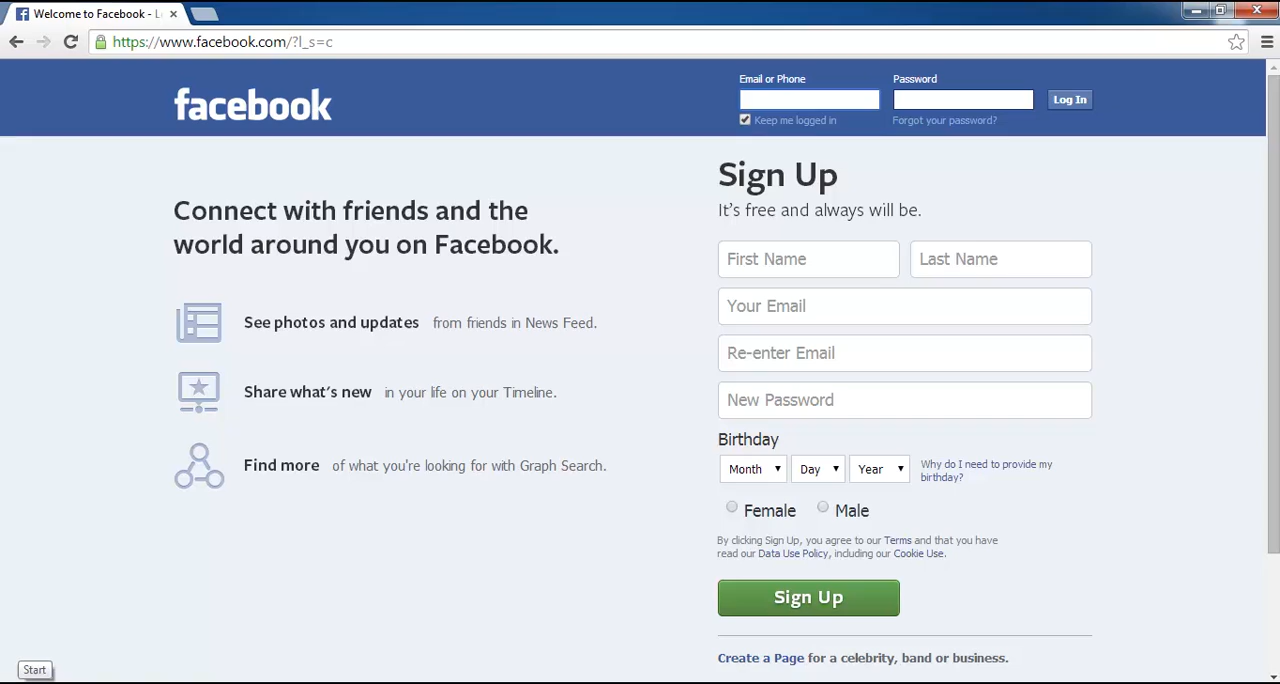 Welcome to Facebook - L
https://www.facebook.com/?l_s=c
facebook
Email or Phone
Password
Log In
Keep me logged in
Forgot your password?
Connect with friends and the
world around you on Facebook.
See photos and updates from friends in News Feed.
Share what's new in your life on your Timeline.
Find more of what you're looking for with Graph Search.
Sign Up
It's free and always will be.
First Name
Last Name
Your Email
Re-enter Email
New Password
Birthday
Month
Day
Year
Why do I need to provide my
birthday?
Female
Male
By clicking Sign Up, you agree to our Terms and that you have
read our Data Use Policy, including our Cookie Use.
Sign Up
Create a Page for a celebrity, band or business.
Start